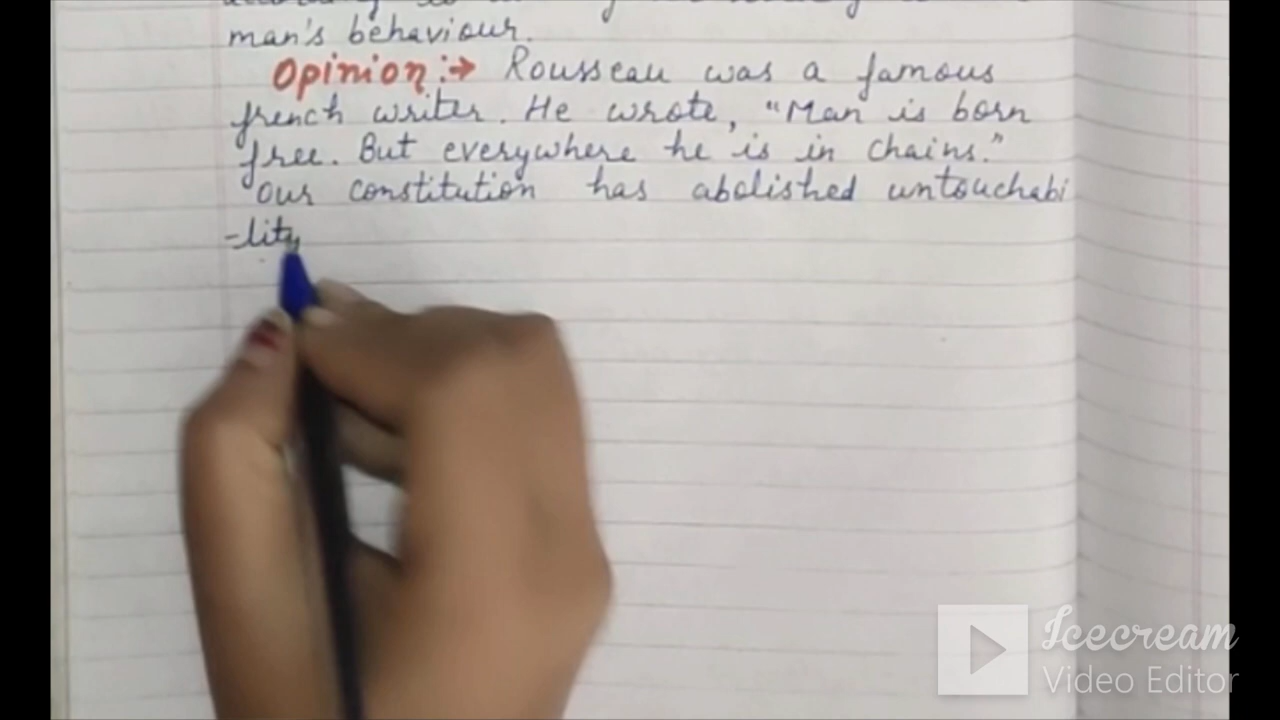 man's behaviour.
Opinion :→ Rousseau was a famous
french writer. He wrote, "Man is born
free. But everywhere he is in chains."
Our constitution has abolished untouchabi
-lity
Icecream
Video Editor